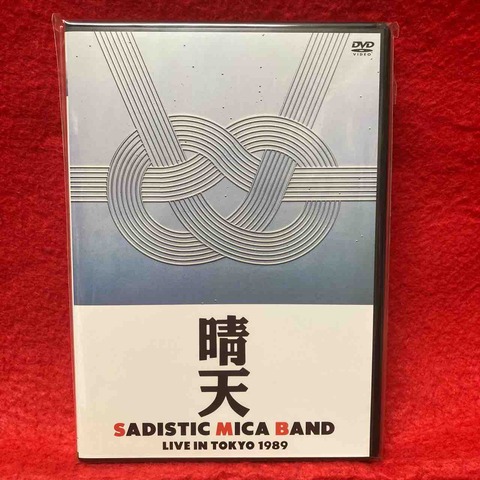 DVD
VIDEO
晴
天
SADISTIC MICA BAND
LIVE IN TOKYO 1989